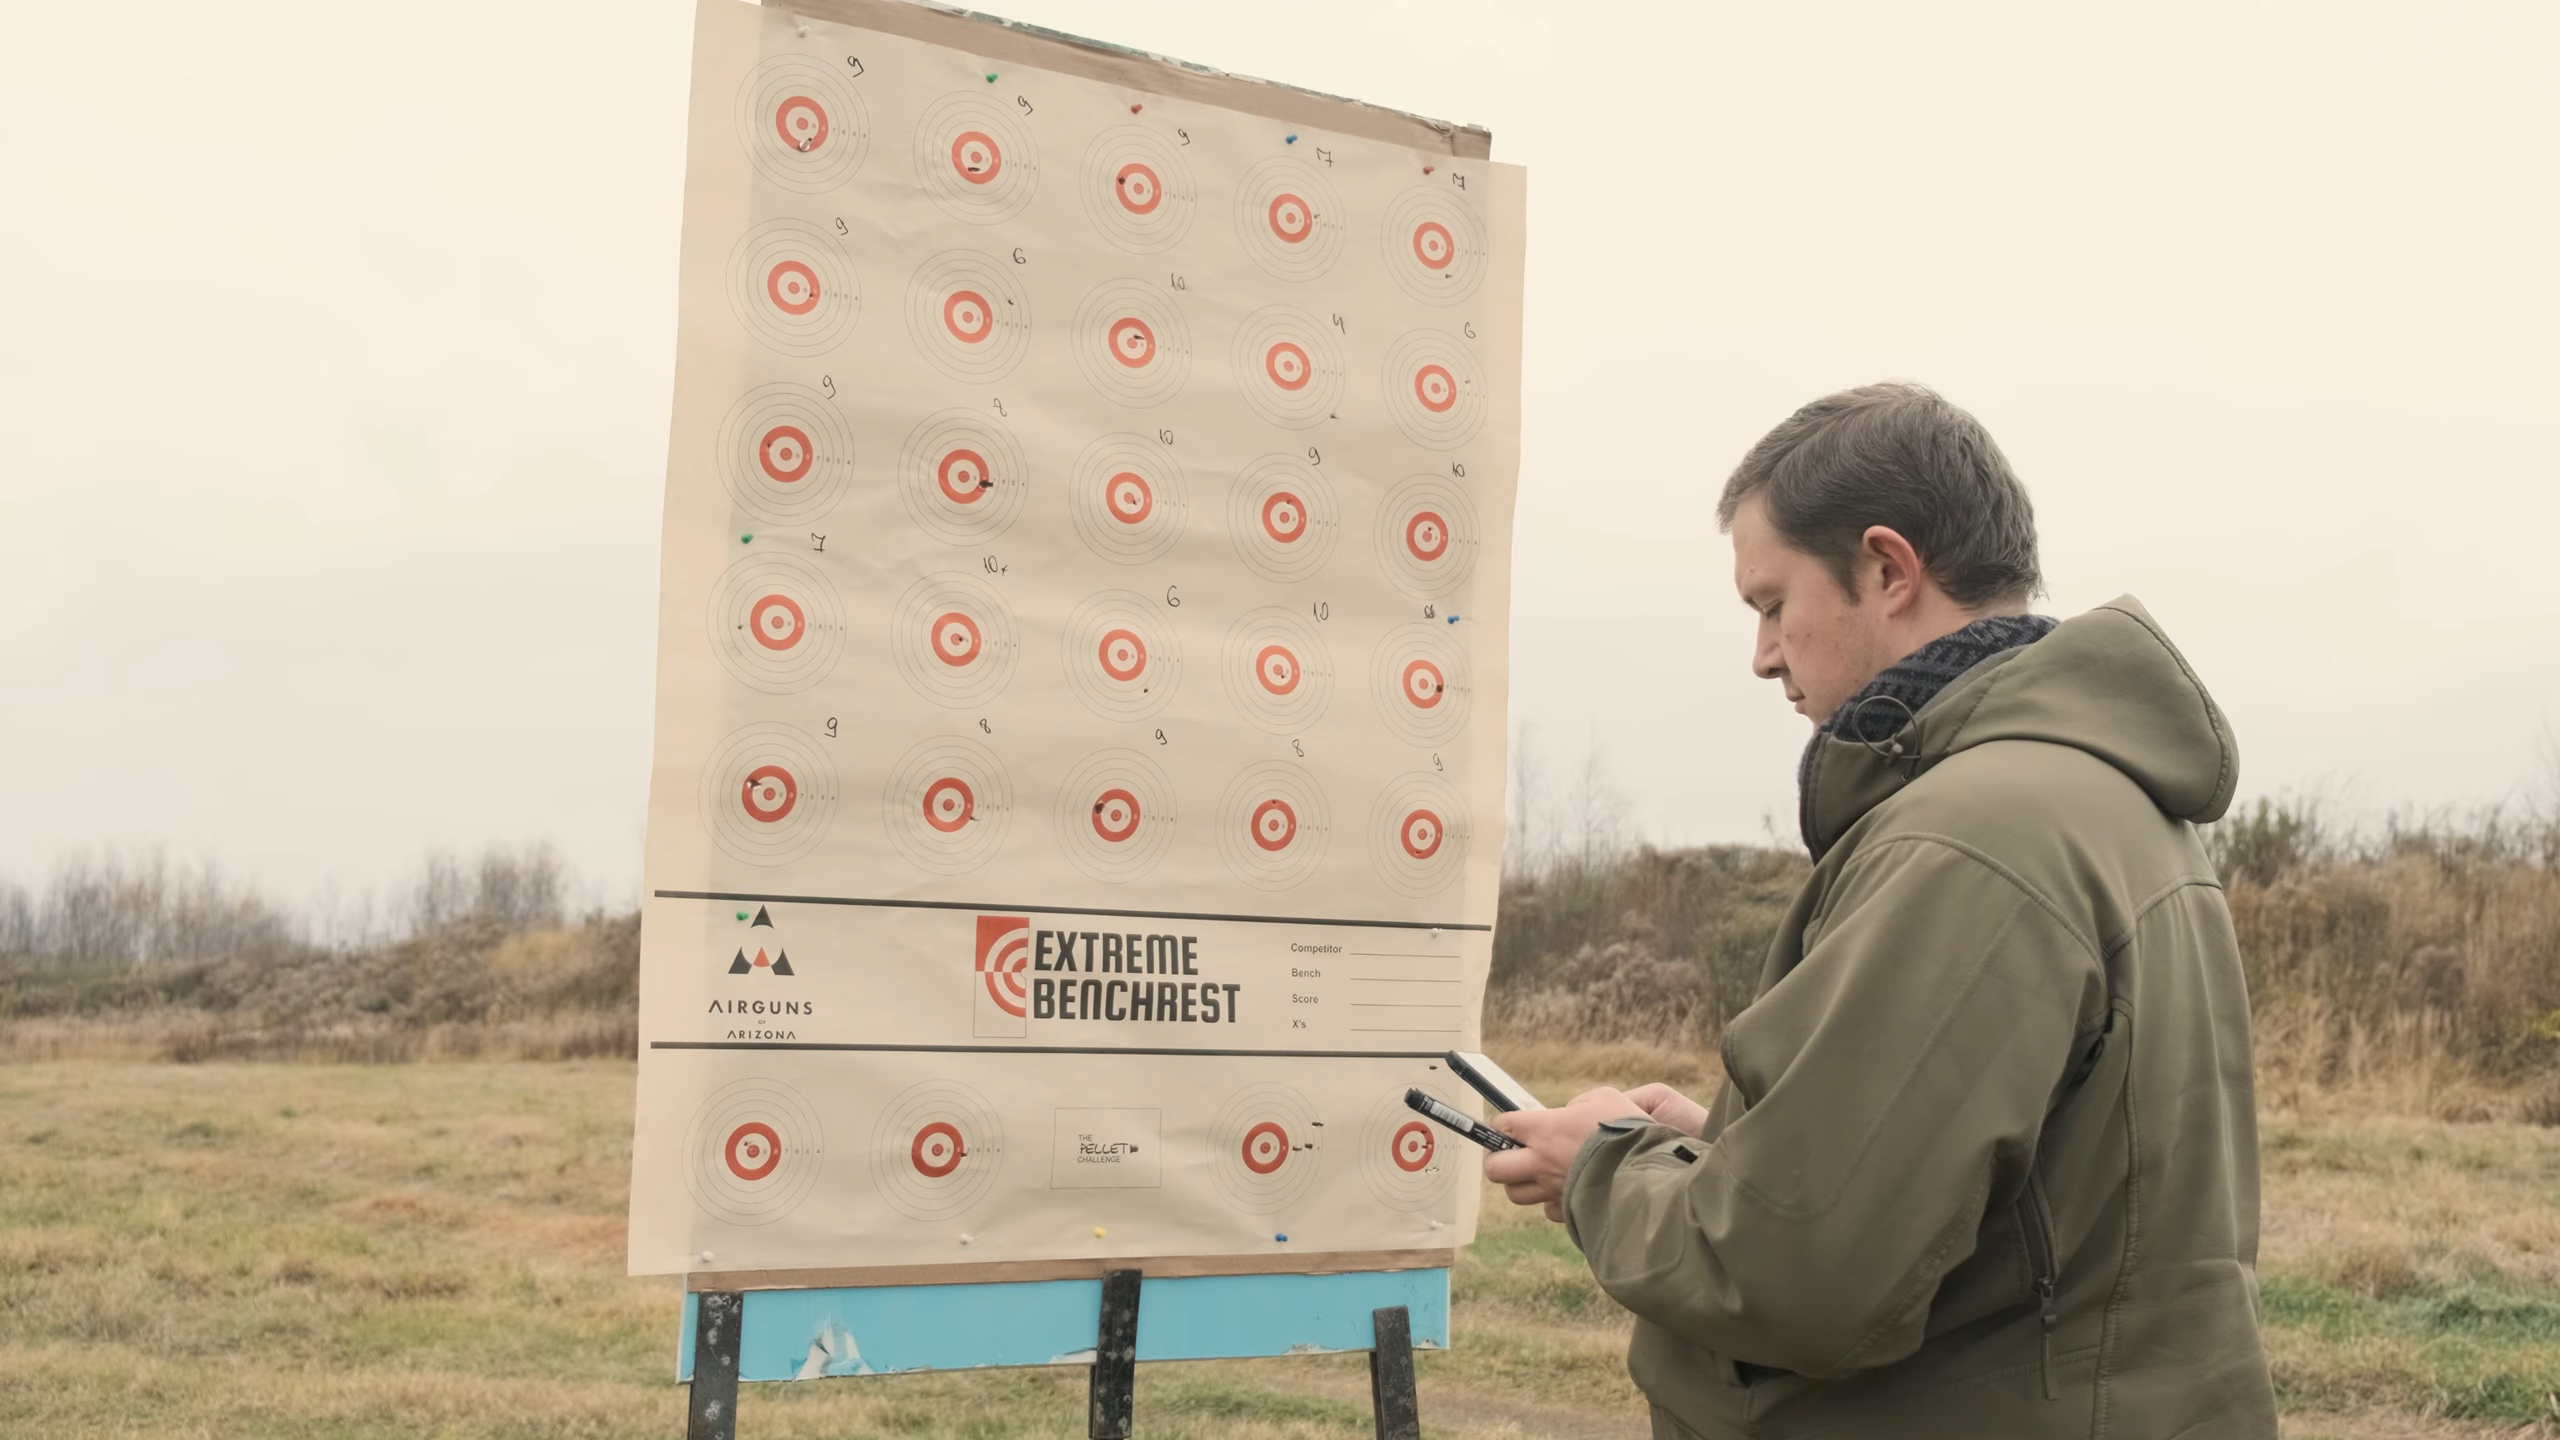 9 9 9 7 7
9 6 10 4 6
9 8 10 9 10
7 10x 6 10
9 8 9 8 9
AIRGUNS
OF
ARIZONA
EXTREME
BENCHREST
Competitor
Bench
Score
X's
THE
PELLET
CHALLENGE